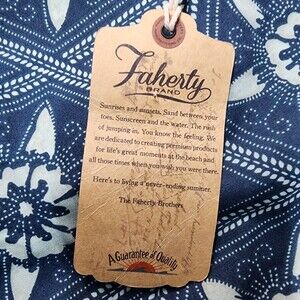 Faherty
BRAND
Sunrises and sunsets. Sand between your
toes. Sunscreen and the water. The rush
of jumping in. You know the feeling. We
are dedicated to creating premium products
for life's great moments at the beach and
all those times when you wish you were there.
Here's to living a never-ending summer.
The Faherty Brothers
A Guarantee of Quality